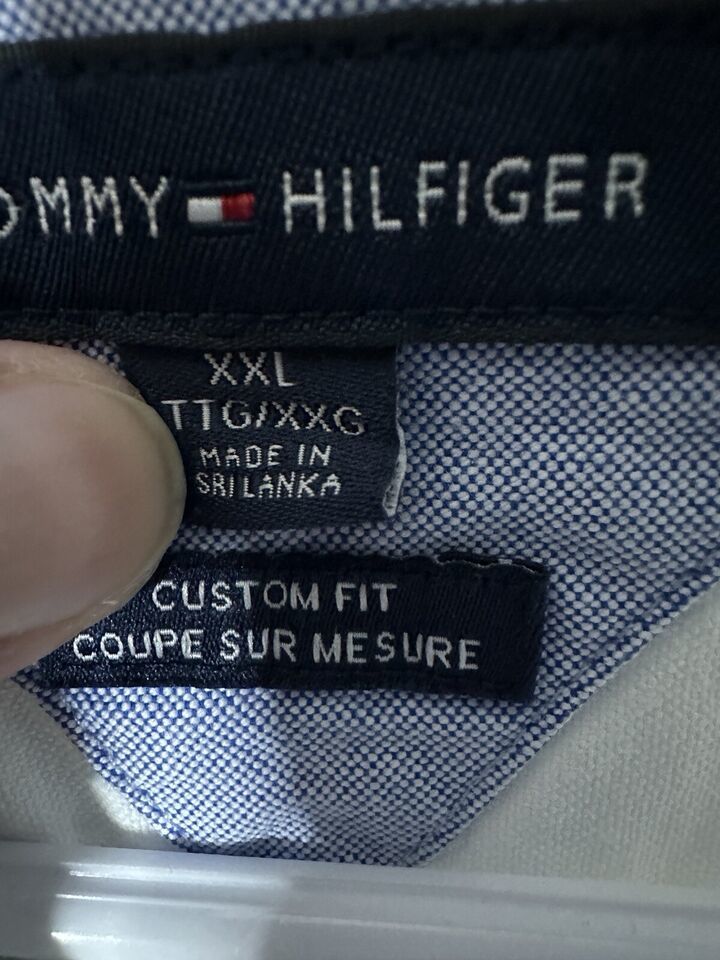 OMMY HILFIGER
XXL
TTG/XXG
MADE IN
SRI LANKA
CUSTOM FIT
COUPE SUR MESURE